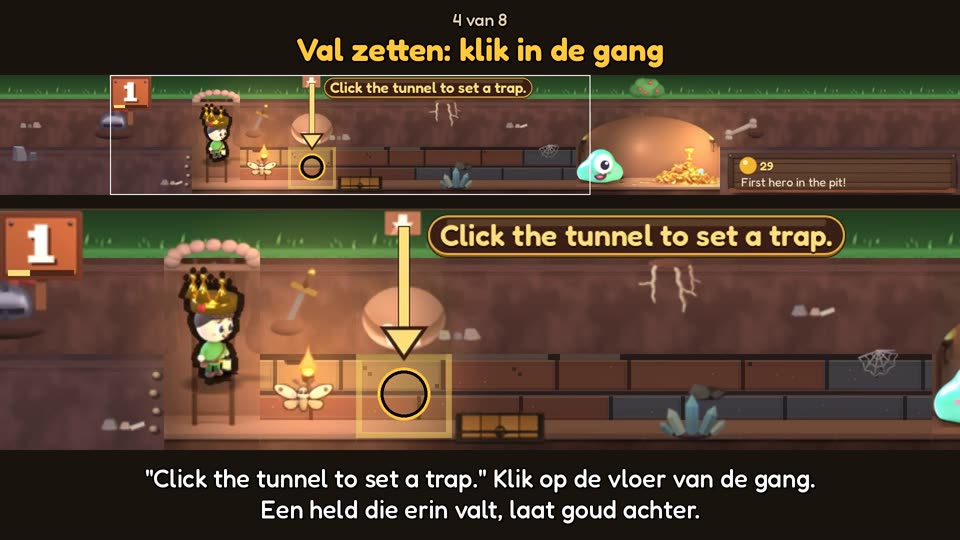 4 van 8
Val zetten: klik in de gang
1
Click the tunnel to set a trap.
29
First hero in the pit!
1
Click the tunnel to set a trap.
"Click the tunnel to set a trap." Klik op de vloer van de gang.
Een held die erin valt, laat goud achter.